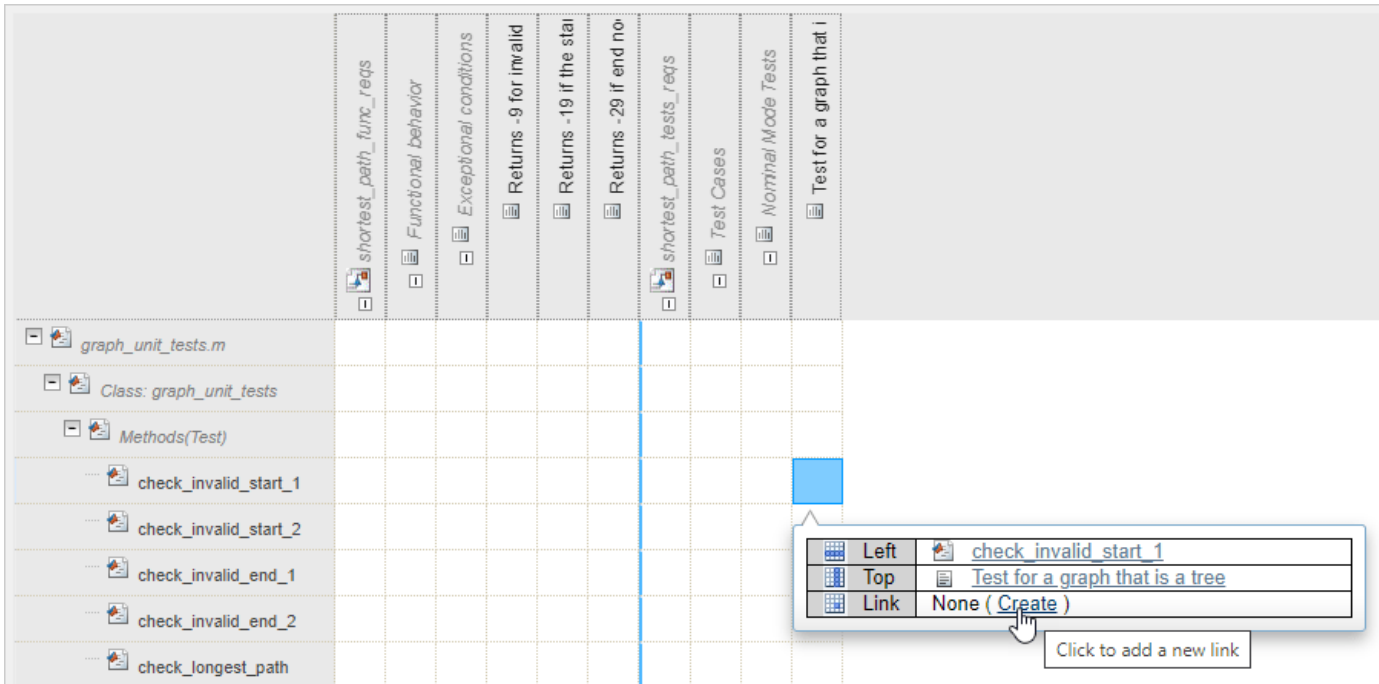 shortest_path_func_reqs
Functional behavior
Exceptional conditions
Returns -9 for invalid
Returns -19 if the star
Returns -29 if end no
shortest_path_tests_reqs
Test Cases
Nominal Mode Tests
Test for a graph that i
graph_unit_tests.m
Class: graph_unit_tests
Methods(Test)
check_invalid_start_1
check_invalid_start_2
check_invalid_end_1
check_invalid_end_2
check_longest_path
Left check_invalid_start_1
Top Test for a graph that is a tree
Link None ( Create )
Click to add a new link